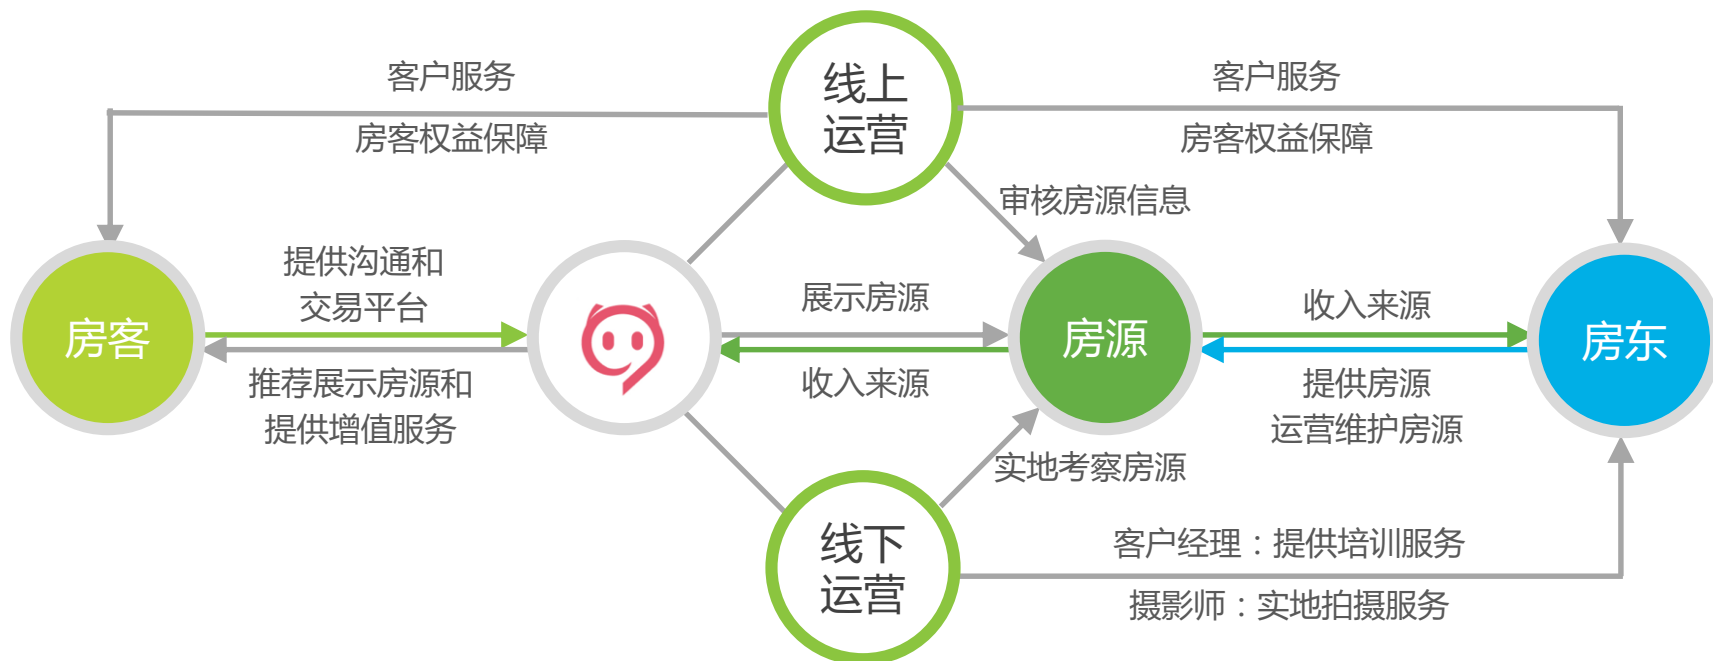 客户服务
房客权益保障
线上
运营
客户服务
房客权益保障
审核房源信息
提供沟通和
交易平台
房客
推荐展示房源和
提供增值服务
展示房源
收入来源
房源
收入来源
提供房源
运营维护房源
房东
实地考察房源
线下
运营
客户经理：提供培训服务
摄影师：实地拍摄服务